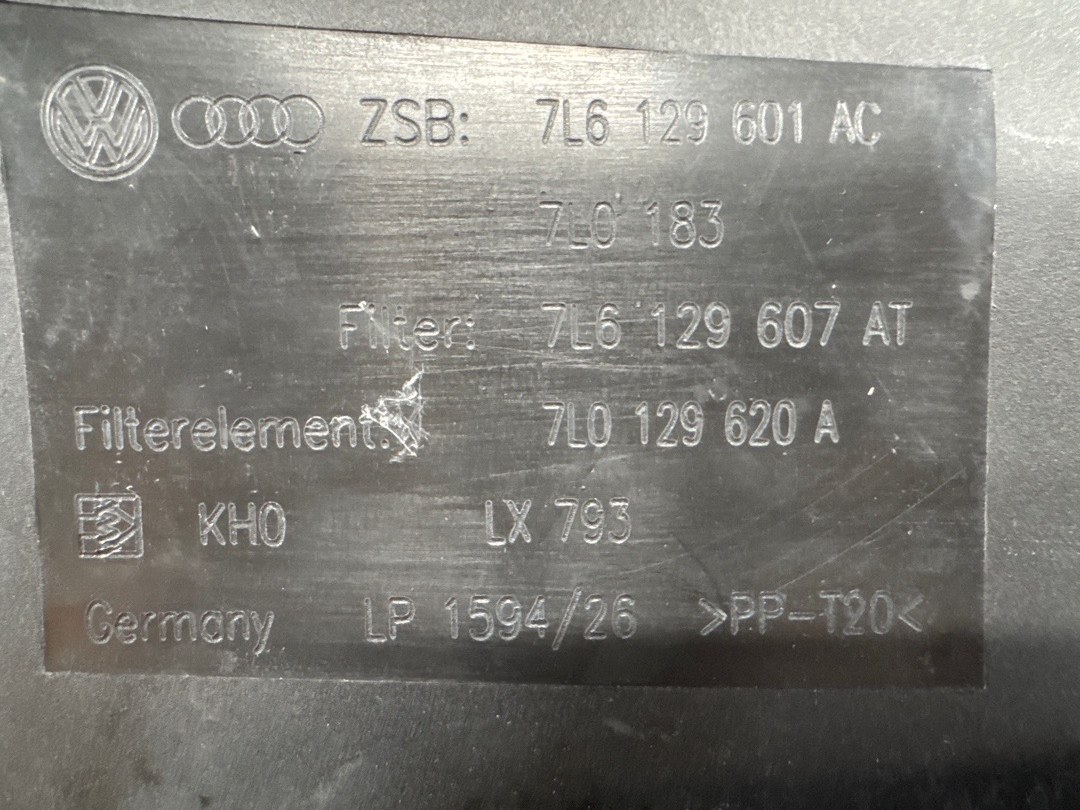 ZSB: 7L6 129 601 AC
7L0 183
Filter: 7L6 129 607 AT
Filterelement: 7L0 129 620 A
KHO LX 793
Germany LP 1594/26 >PP-T20<